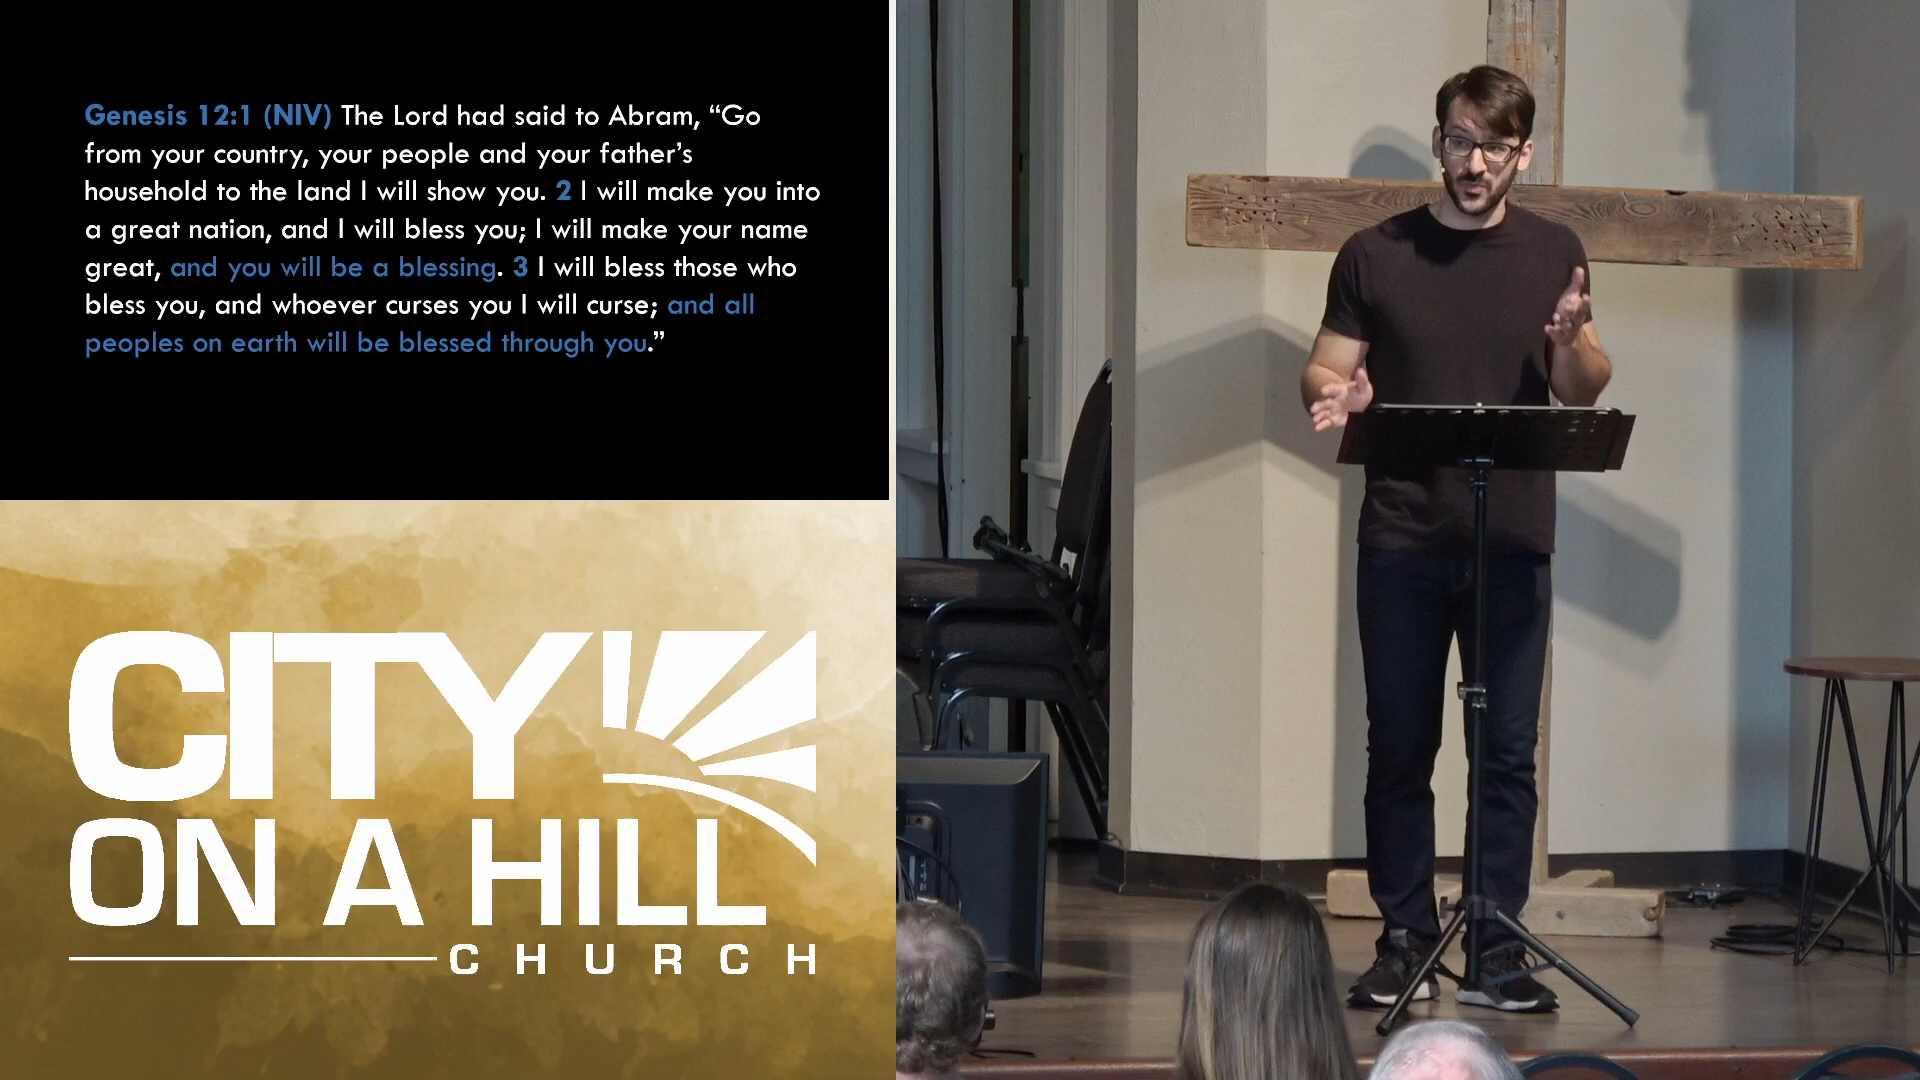 Genesis 12:1 (NIV) The Lord had said to Abram, “Go
from your country, your people and your father’s
household to the land I will show you. 2 I will make you into
a great nation, and I will bless you; I will make your name
great, and you will be a blessing. 3 I will bless those who
bless you, and whoever curses you I will curse; and all
peoples on earth will be blessed through you.”
CITY
ON A HILL
CHURCH